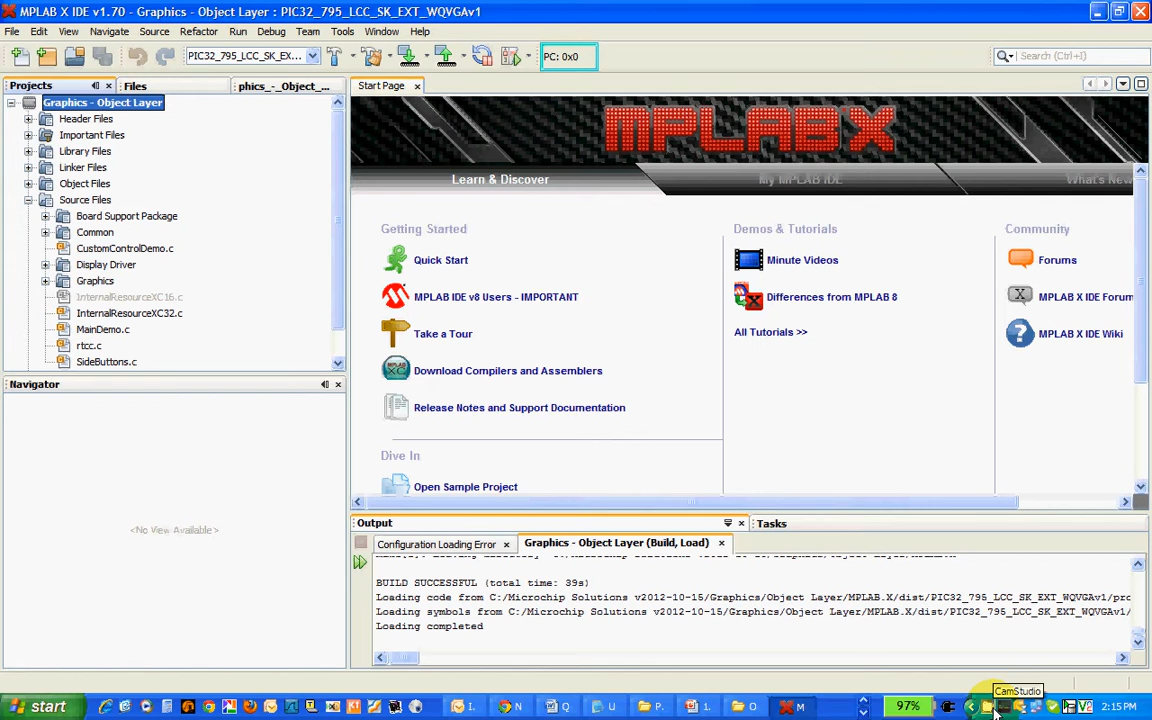 MPLAB X IDE v1.70 - Graphics - Object Layer : PIC32_795_LCC_SK_EXT_WQVGAv1
File Edit View Navigate Source Refactor Run Debug Team Tools Window Help
PIC32_795_LCC_SK_EX... PC: 0x0 Search (Ctrl+I)
Projects Files phics_-_Object_... Start Page
Graphics - Object Layer
Header Files
Important Files
Library Files
Linker Files
Object Files
Source Files
Board Support Package
Common
CustomControlDemo.c
Display Driver
Graphics
InternalResourceXC16.c
InternalResourceXC32.c
MainDemo.c
rtcc.c
SideButtons.c
Navigator
<No View Available>
MPLAB X
Learn & Discover My MPLAB IDE What's New
Getting Started
Quick Start
MPLAB IDE v8 Users - IMPORTANT
Take a Tour
Download Compilers and Assemblers
Release Notes and Support Documentation
Dive In
Open Sample Project
Demos & Tutorials
Minute Videos
Differences from MPLAB 8
All Tutorials >>
Community
Forums
MPLAB X IDE Forum
MPLAB X IDE Wiki
Output Tasks
Configuration Loading Error Graphics - Object Layer (Build, Load)
BUILD SUCCESSFUL (total time: 39s)
Loading code from C:/Microchip Solutions v2012-10-15/Graphics/Object Layer/MPLAB.X/dist/PIC32_795_LCC_SK_EXT_WQVGAv1/pro
Loading symbols from C:/Microchip Solutions v2012-10-15/Graphics/Object Layer/MPLAB.X/dist/PIC32_795_LCC_SK_EXT_WQVGAv1/
Loading completed
CamStudio
start I. N Q U P. 1. O M 97% V2 2:15 PM